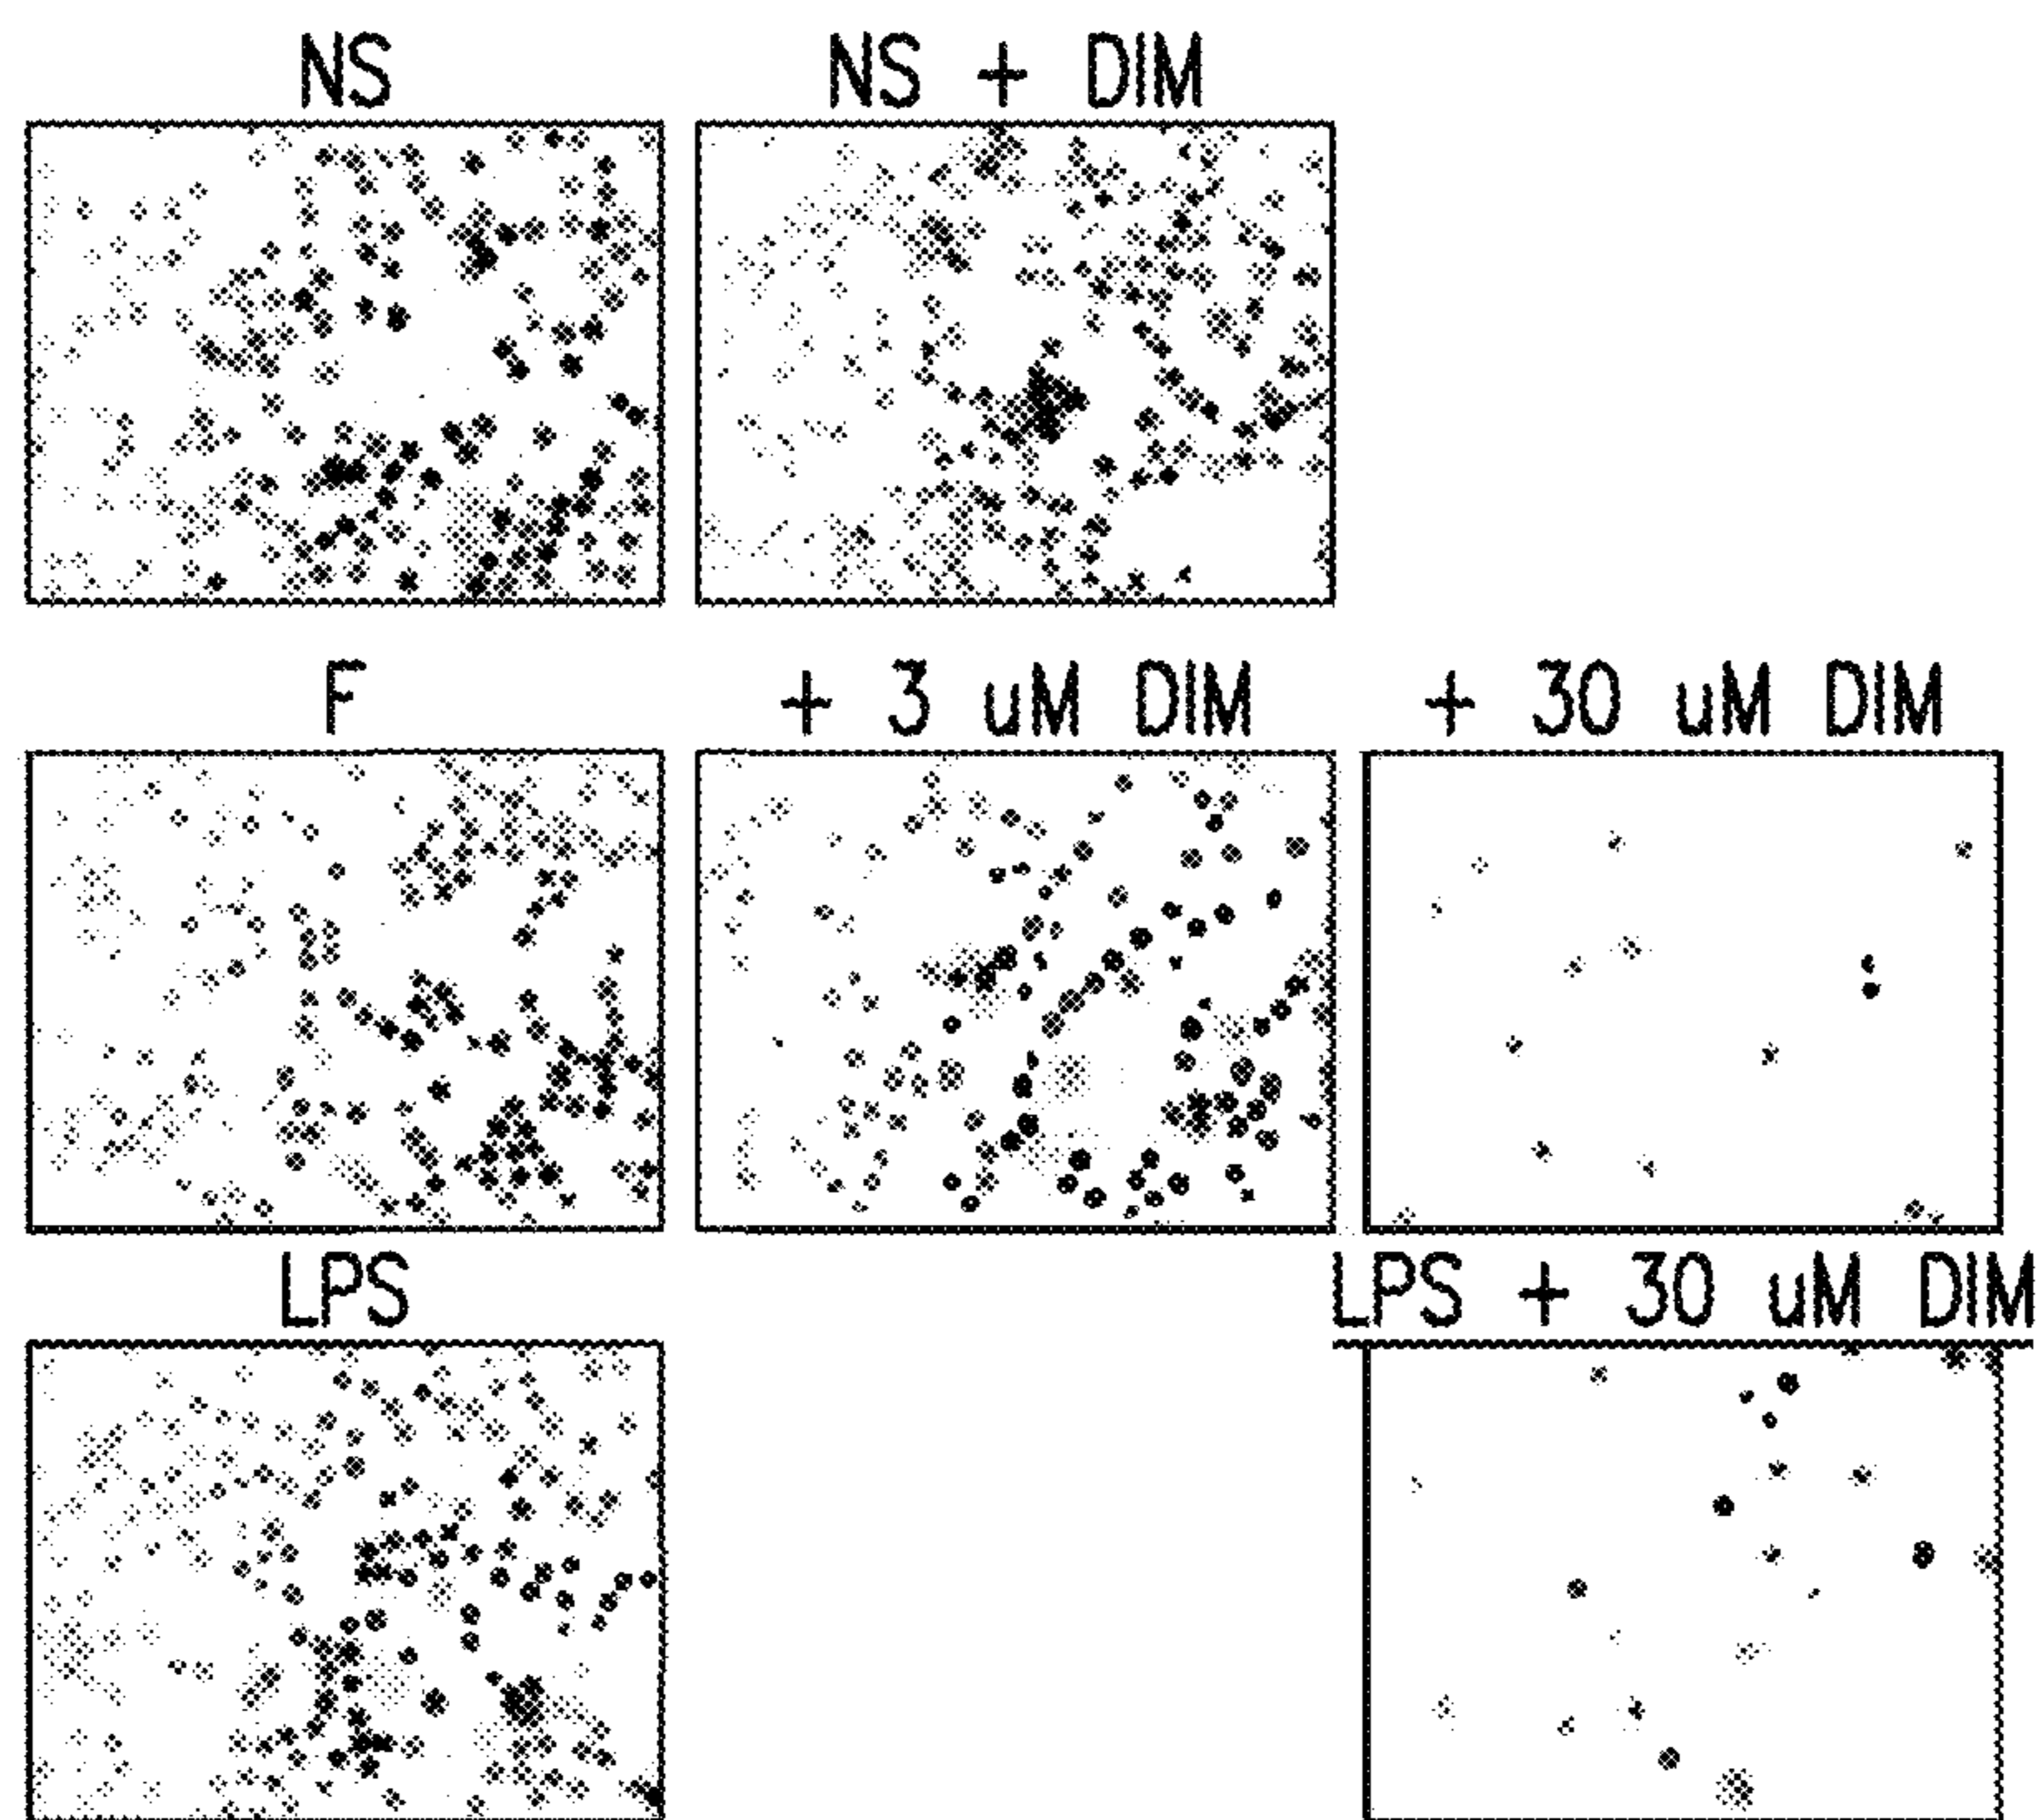 NS
NS + DIM
F
+ 3 uM DIM
+ 30 uM DIM
LPS
LPS + 30 uM DIM